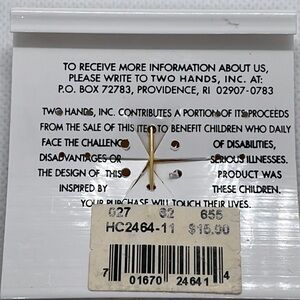 TO RECEIVE MORE INFORMATION ABOUT US,
PLEASE WRITE TO TWO HANDS, INC. AT:
P.O. BOX 72783, PROVIDENCE, RI 02907-0783
TWO HANDS, INC. CONTRIBUTES A PORTION OF ITS PROCEEDS
FROM THE SALE OF THIS ITEM TO BENEFIT CHILDREN WHO DAILY
FACE THE CHALLENGE OF DISABILITIES,
DISADVANTAGES OR SERIOUS ILLNESSES.
THE DESIGN OF THIS PRODUCT WAS
INSPIRED BY THESE CHILDREN.
YOUR PURCHASE WILL TOUCH THEIR LIVES.
627 62 655
HC2464-11 $15.00
7 01670 24641 4